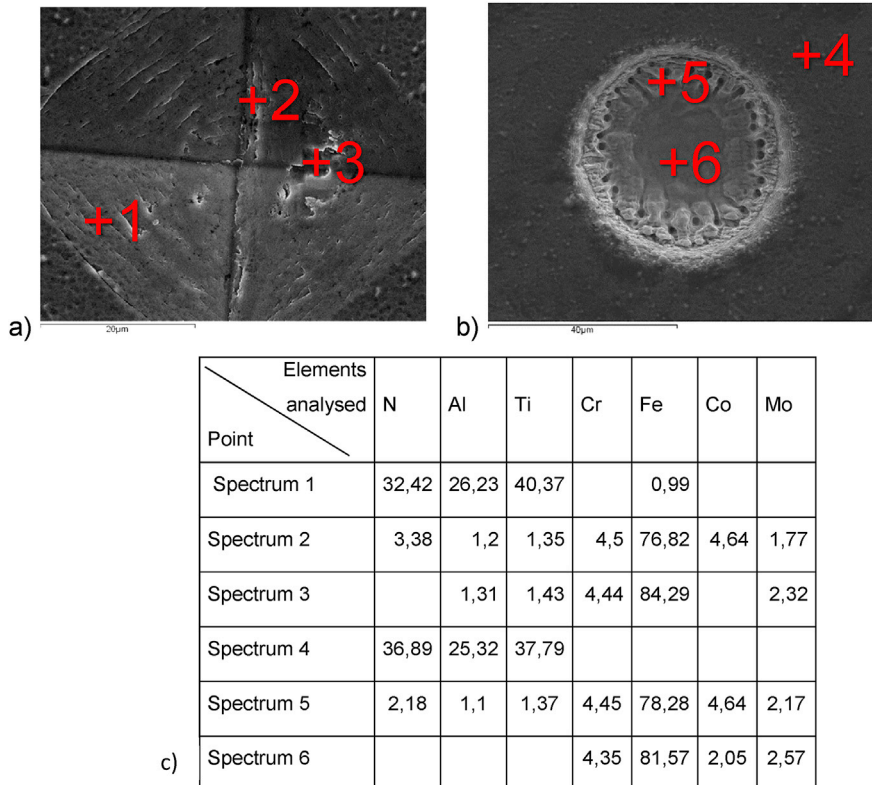 +1
+2
+3
20µm
a)
+4
+5
+6
40µm
b)
Elements analysed
Point
N Al Ti Cr Fe Co Mo
Spectrum 1 32,42 26,23 40,37 0,99
Spectrum 2 3,38 1,2 1,35 4,5 76,82 4,64 1,77
Spectrum 3 1,31 1,43 4,44 84,29 2,32
Spectrum 4 36,89 25,32 37,79
Spectrum 5 2,18 1,1 1,37 4,45 78,28 4,64 2,17
Spectrum 6 4,35 81,57 2,05 2,57
c)